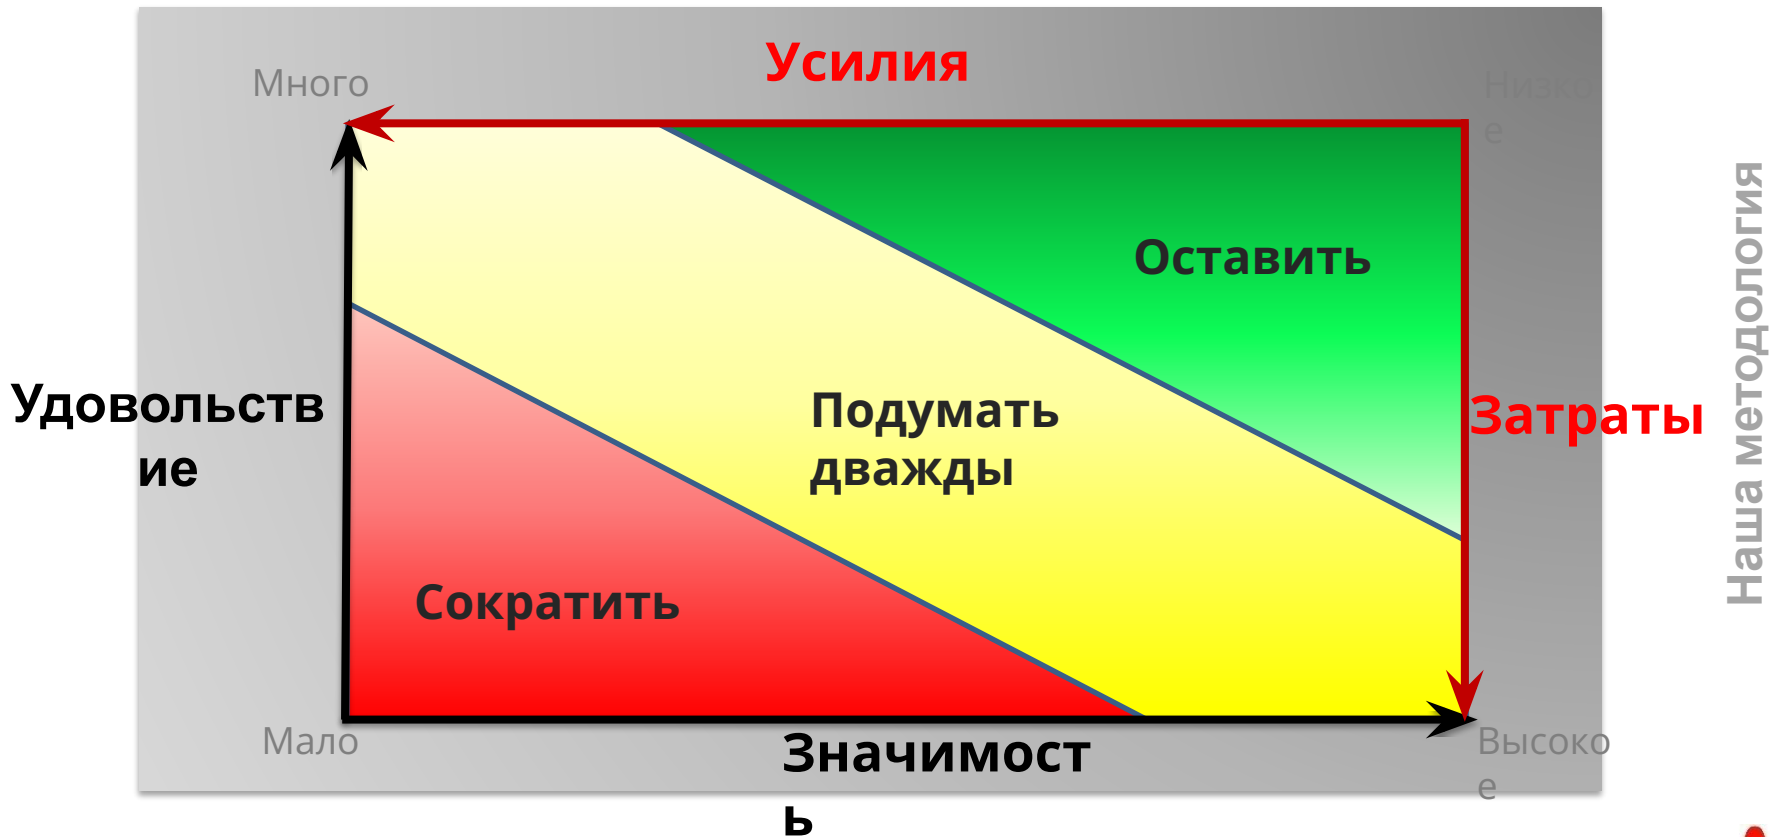 Усилия
Много
Низко
е
Оставить
Удовольств
ие
Подумать
дважды
Затраты
Сократить
Мало
Значимост
ь
Высоко
е
Наша методология